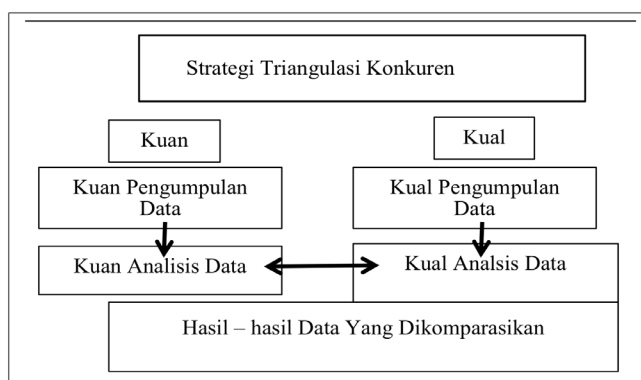 Strategi Triangulasi Konkuren
Kuan
Kual
Kuan Pengumpulan
Data
Kual Pengumpulan
Data
Kuan Analisis Data
Kual Analsis Data
Hasil – hasil Data Yang Dikomparasikan